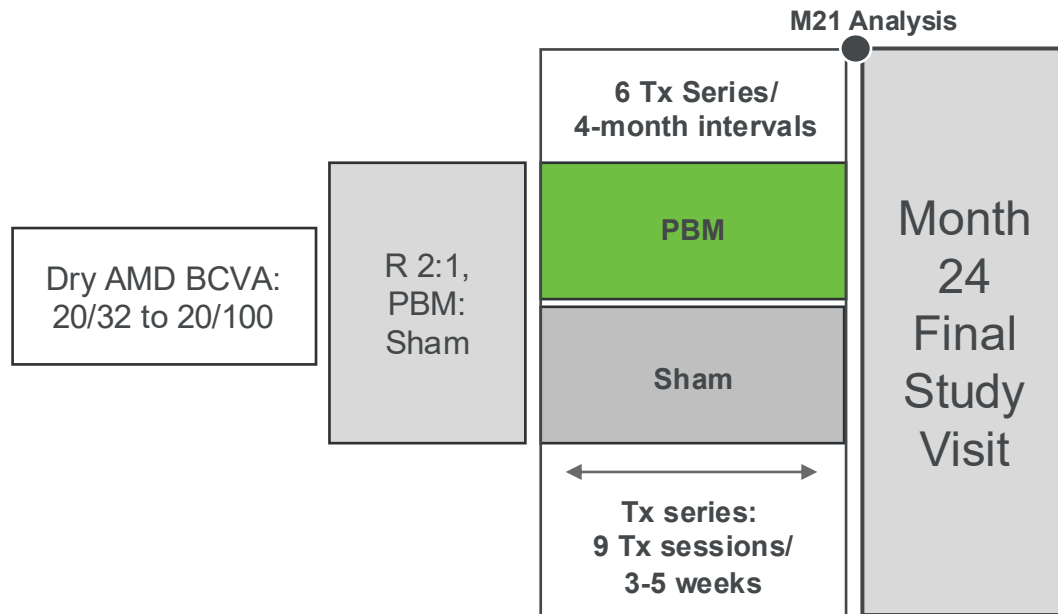 Dry AMD BCVA:
20/32 to 20/100
R 2:1,
PBM:
Sham
6 Tx Series/
4-month intervals
PBM
Sham
Tx series:
9 Tx sessions/
3-5 weeks
M21 Analysis
Month
24
Final
Study
Visit